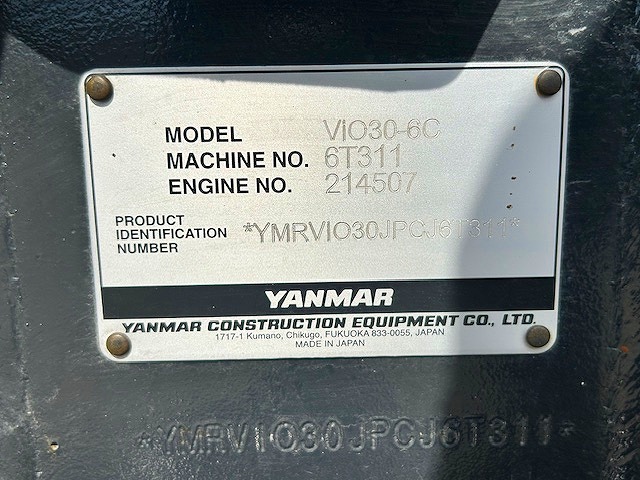 MODEL ViO30-6C
MACHINE NO. 6T311
ENGINE NO. 214507
PRODUCT IDENTIFICATION NUMBER *YMRVIO30JPCJ6T311*
YANMAR
YANMAR CONSTRUCTION EQUIPMENT CO., LTD.
1717-1 Kumano, Chikugo, FUKUOKA 833-0055, JAPAN
MADE IN JAPAN
*YMRVIO30JPCJ6T311*